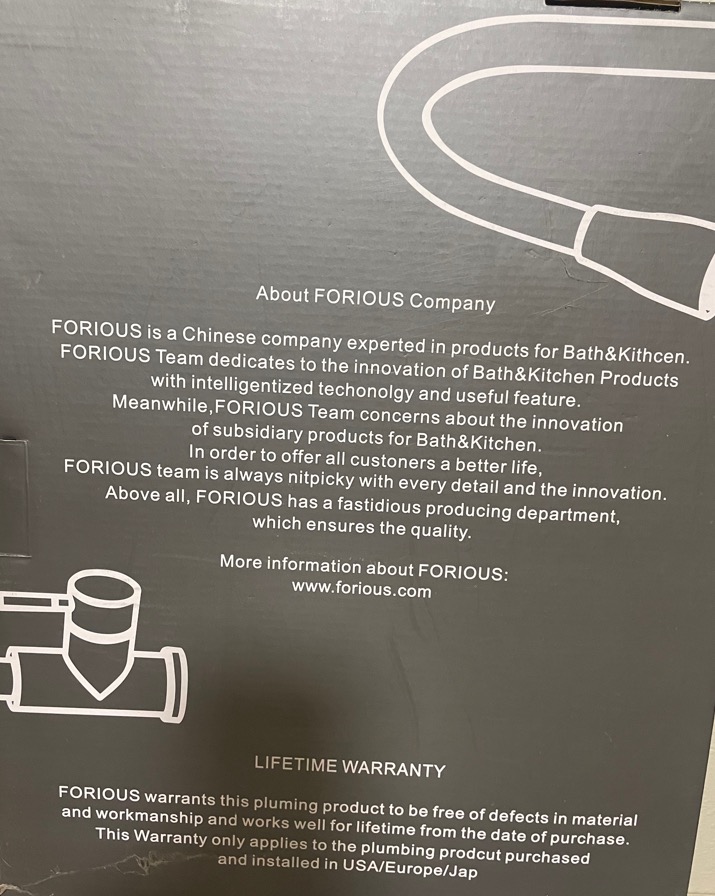 About FORIOUS Company
FORIOUS is a Chinese company experted in products for Bath&Kithcen.
FORIOUS Team dedicates to the innovation of Bath&Kitchen Products
with intelligentized techonolgy and useful feature.
Meanwhile,FORIOUS Team concerns about the innovation
of subsidiary products for Bath&Kitchen.
In order to offer all custoners a better life,
FORIOUS team is always nitpicky with every detail and the innovation.
Above all, FORIOUS has a fastidious producing department,
which ensures the quality.
More information about FORIOUS:
www.forious.com
LIFETIME WARRANTY
FORIOUS warrants this pluming product to be free of defects in material
and workmanship and works well for lifetime from the date of purchase.
This Warranty only applies to the plumbing prodcut purchased
and installed in USA/Europe/Jap